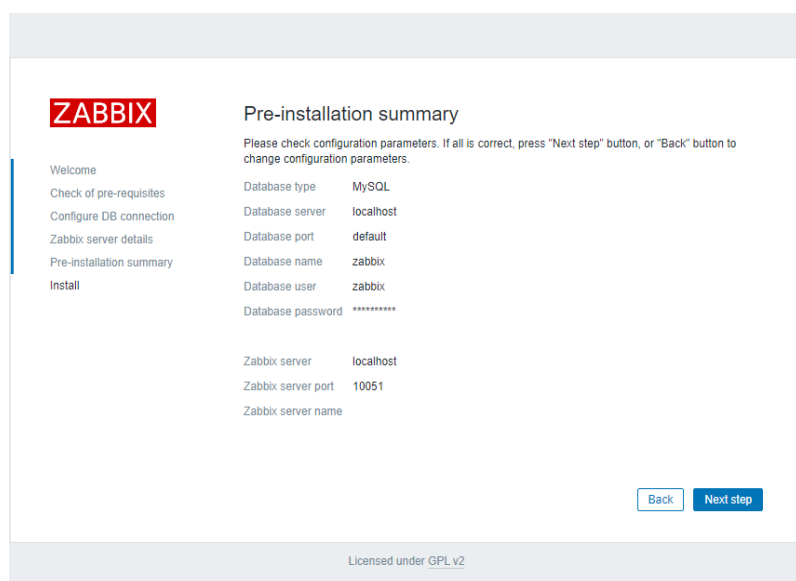 ZABBIX
Welcome
Check of pre-requisites
Configure DB connection
Zabbix server details
Pre-installation summary
Install
Pre-installation summary
Please check configuration parameters. If all is correct, press "Next step" button, or "Back" button to
change configuration parameters.
Database type MySQL
Database server localhost
Database port default
Database name zabbix
Database user zabbix
Database password **********
Zabbix server localhost
Zabbix server port 10051
Zabbix server name
Back Next step
Licensed under GPL v2